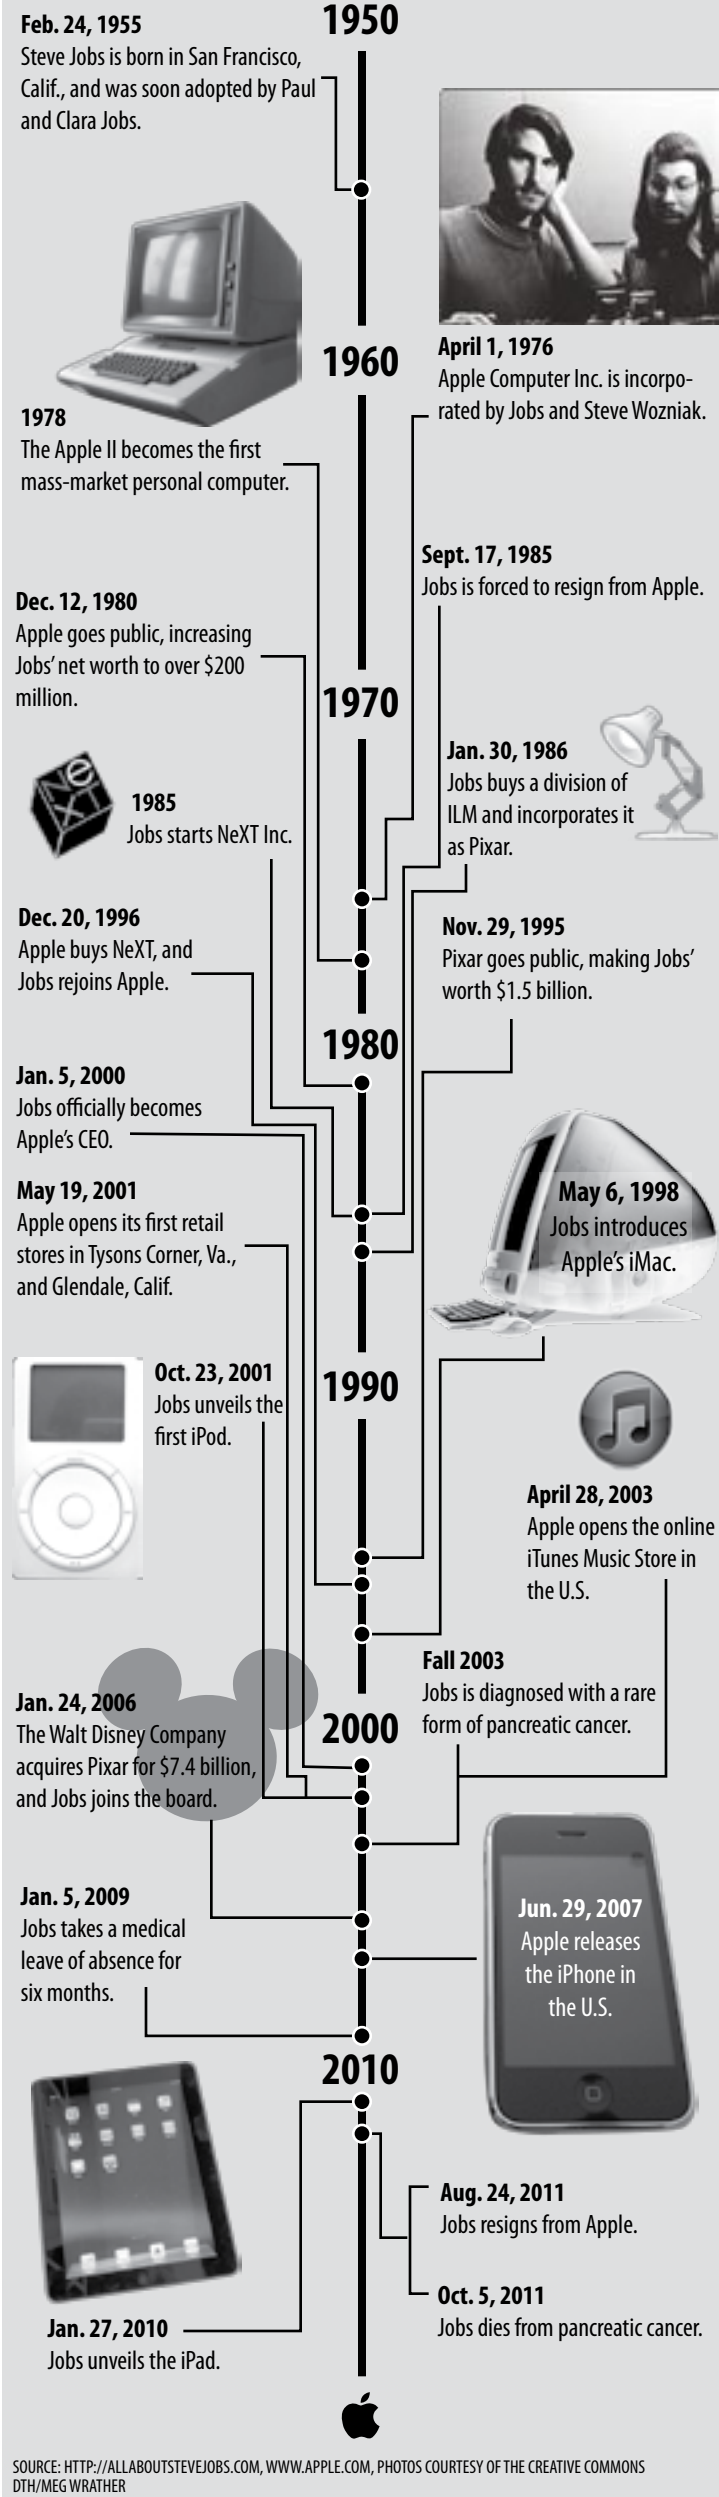 1950
Feb. 24, 1955
Steve Jobs is born in San Francisco,
Calif., and was soon adopted by Paul
and Clara Jobs.
1960
April 1, 1976
Apple Computer Inc. is incorpo-
rated by Jobs and Steve Wozniak.
1978
The Apple II becomes the first
mass-market personal computer.
Sept. 17, 1985
Jobs is forced to resign from Apple.
Dec. 12, 1980
Apple goes public, increasing
Jobs’ net worth to over $200
million.
1970
Jan. 30, 1986
Jobs buys a division of
ILM and incorporates it
as Pixar.
NeXT
1985
Jobs starts NeXT Inc.
Dec. 20, 1996
Apple buys NeXT, and
Jobs rejoins Apple.
Nov. 29, 1995
Pixar goes public, making Jobs’
worth $1.5 billion.
1980
Jan. 5, 2000
Jobs officially becomes
Apple’s CEO.
May 19, 2001
Apple opens its first retail
stores in Tysons Corner, Va.,
and Glendale, Calif.
May 6, 1998
Jobs introduces
Apple’s iMac.
1990
Oct. 23, 2001
Jobs unveils the
first iPod.
April 28, 2003
Apple opens the online
iTunes Music Store in
the U.S.
Fall 2003
Jobs is diagnosed with a rare
form of pancreatic cancer.
2000
Jan. 24, 2006
The Walt Disney Company
acquires Pixar for $7.4 billion,
and Jobs joins the board.
Jan. 5, 2009
Jobs takes a medical
leave of absence for
six months.
Jun. 29, 2007
Apple releases
the iPhone in
the U.S.
2010
Aug. 24, 2011
Jobs resigns from Apple.
Oct. 5, 2011
Jobs dies from pancreatic cancer.
Jan. 27, 2010
Jobs unveils the iPad.
SOURCE: HTTP://ALLABOUTSTEVEJOBS.COM, WWW.APPLE.COM, PHOTOS COURTESY OF THE CREATIVE COMMONS
DTH/MEG WRATHER